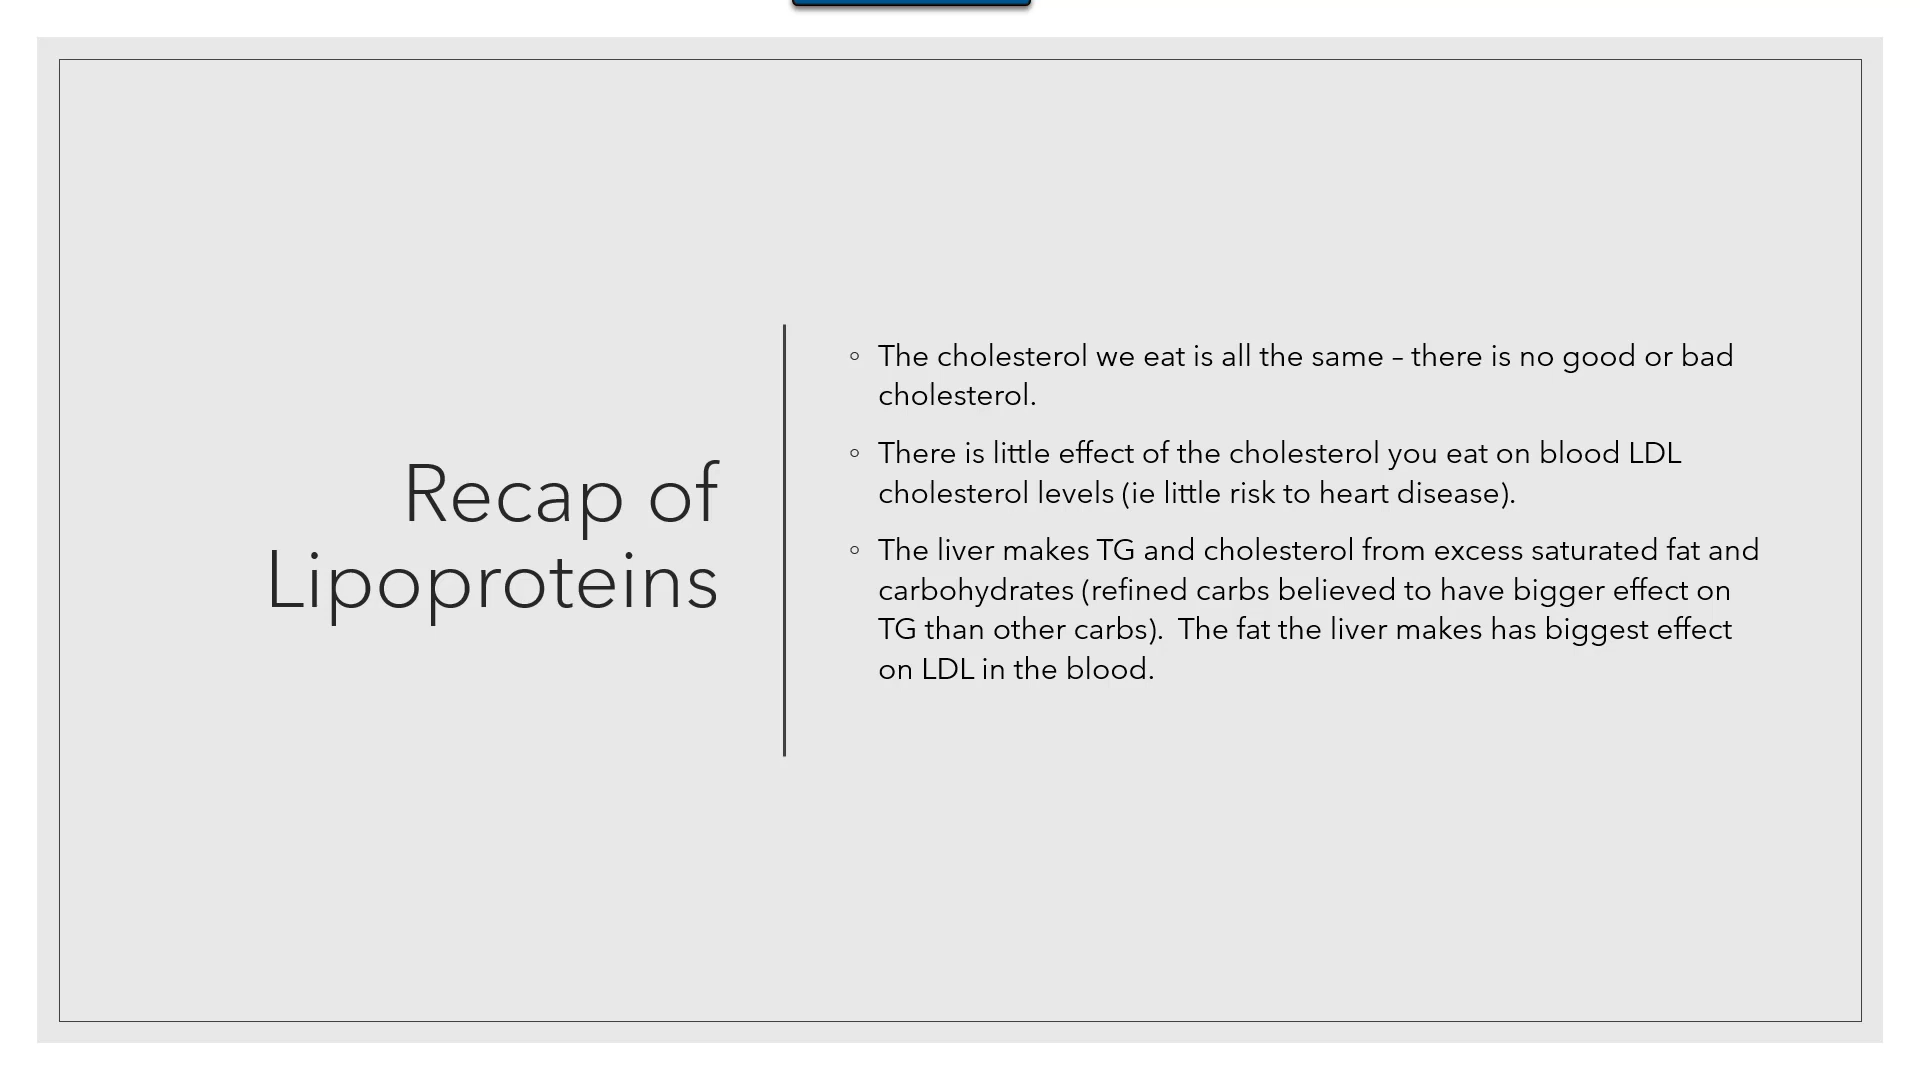 Recap of
Lipoproteins
◦ The cholesterol we eat is all the same – there is no good or bad
cholesterol.
◦ There is little effect of the cholesterol you eat on blood LDL
cholesterol levels (ie little risk to heart disease).
◦ The liver makes TG and cholesterol from excess saturated fat and
carbohydrates (refined carbs believed to have bigger effect on
TG than other carbs).  The fat the liver makes has biggest effect
on LDL in the blood.